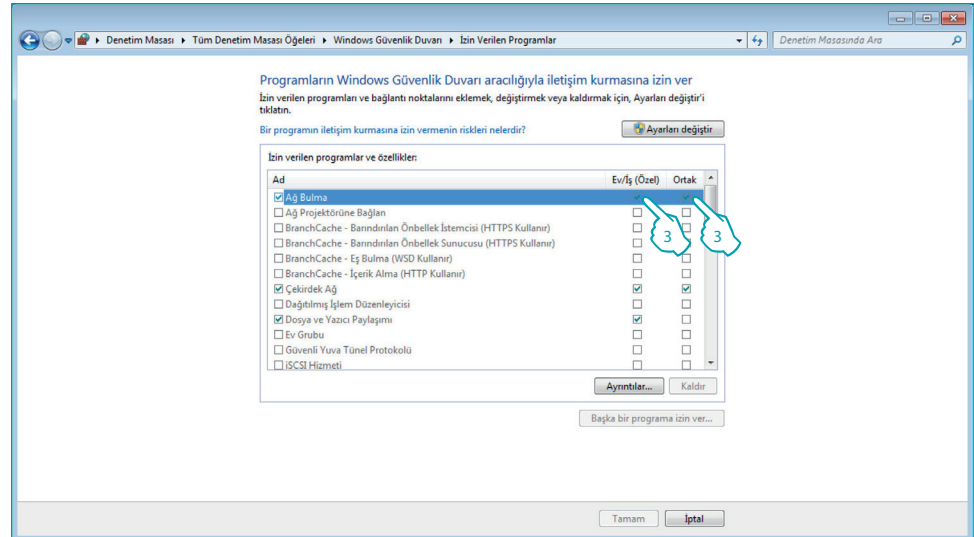 Denetim Masası Tüm Denetim Masası Öğeleri Windows Güvenlik Duvarı İzin Verilen Programlar Denetim Masasında Ara
Programların Windows Güvenlik Duvarı aracılığıyla iletişim kurmasına izin ver
İzin verilen programları ve bağlantı noktalarını eklemek, değiştirmek veya kaldırmak için, Ayarları değiştir'i
tıklatın.
Bir programın iletişim kurmasına izin vermenin riskleri nelerdir? Ayarları değiştir
İzin verilen programlar ve özellikler:
Ad Ev/İş (Özel) Ortak
Ağ Bulma
Ağ Projektörüne Bağlan
BranchCache - Barındırılan Önbellek İstemcisi (HTTPS Kullanır)
3 3
BranchCache - Barındırılan Önbellek Sunucusu (HTTPS Kullanır)
BranchCache - Eş Bulma (WSD Kullanır)
BranchCache - İçerik Alma (HTTP Kullanır)
Çekirdek Ağ
Dağıtılmış İşlem Düzenleyicisi
Dosya ve Yazıcı Paylaşımı
Ev Grubu
Güvenli Yuva Tünel Protokolü
iSCSI Hizmeti
Ayrıntılar... Kaldır
Başka bir programa izin ver...
Tamam İptal